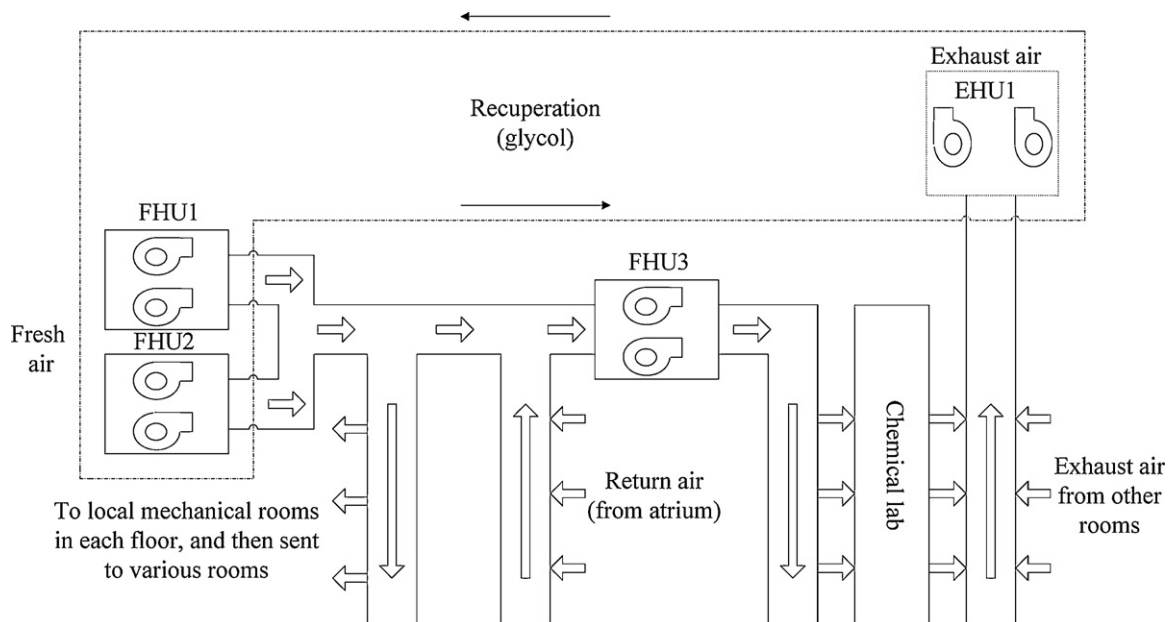 Exhaust air
EHU1
Recuperation
(glycol)
FHU1
FHU3
Fresh
air
FHU2
Chemical lab
Return air
(from atrium)
Exhaust air
from other
rooms
To local mechanical rooms
in each floor, and then sent
to various rooms